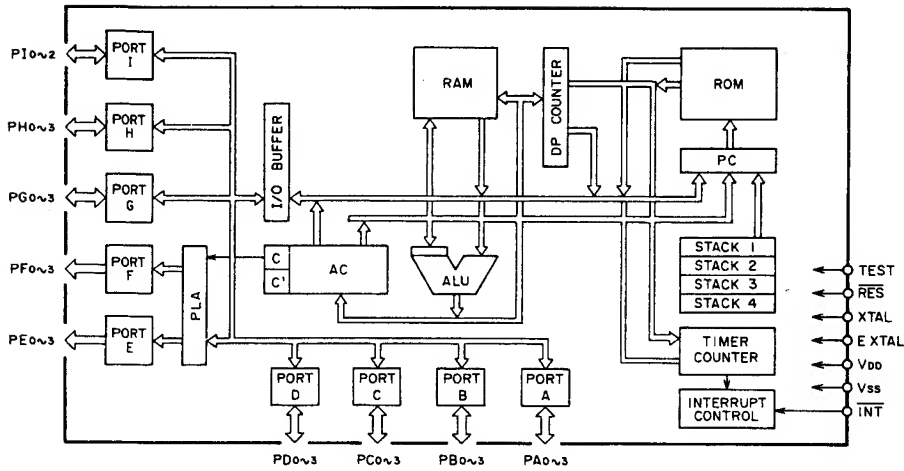 PI0~2
PORT I
RAM
DP COUNTER
ROM
PH0~3
PORT H
I/O BUFFER
PC
PG0~3
PORT G
PF0~3
PORT F
PLA
C
C'
AC
ALU
STACK 1
STACK 2
STACK 3
STACK 4
TEST
RES
XTAL
EXTAL
VDD
VSS
INT
PE0~3
PORT E
TIMER COUNTER
INTERRUPT CONTROL
PORT D
PORT C
PORT B
PORT A
PD0~3
PC0~3
PB0~3
PA0~3